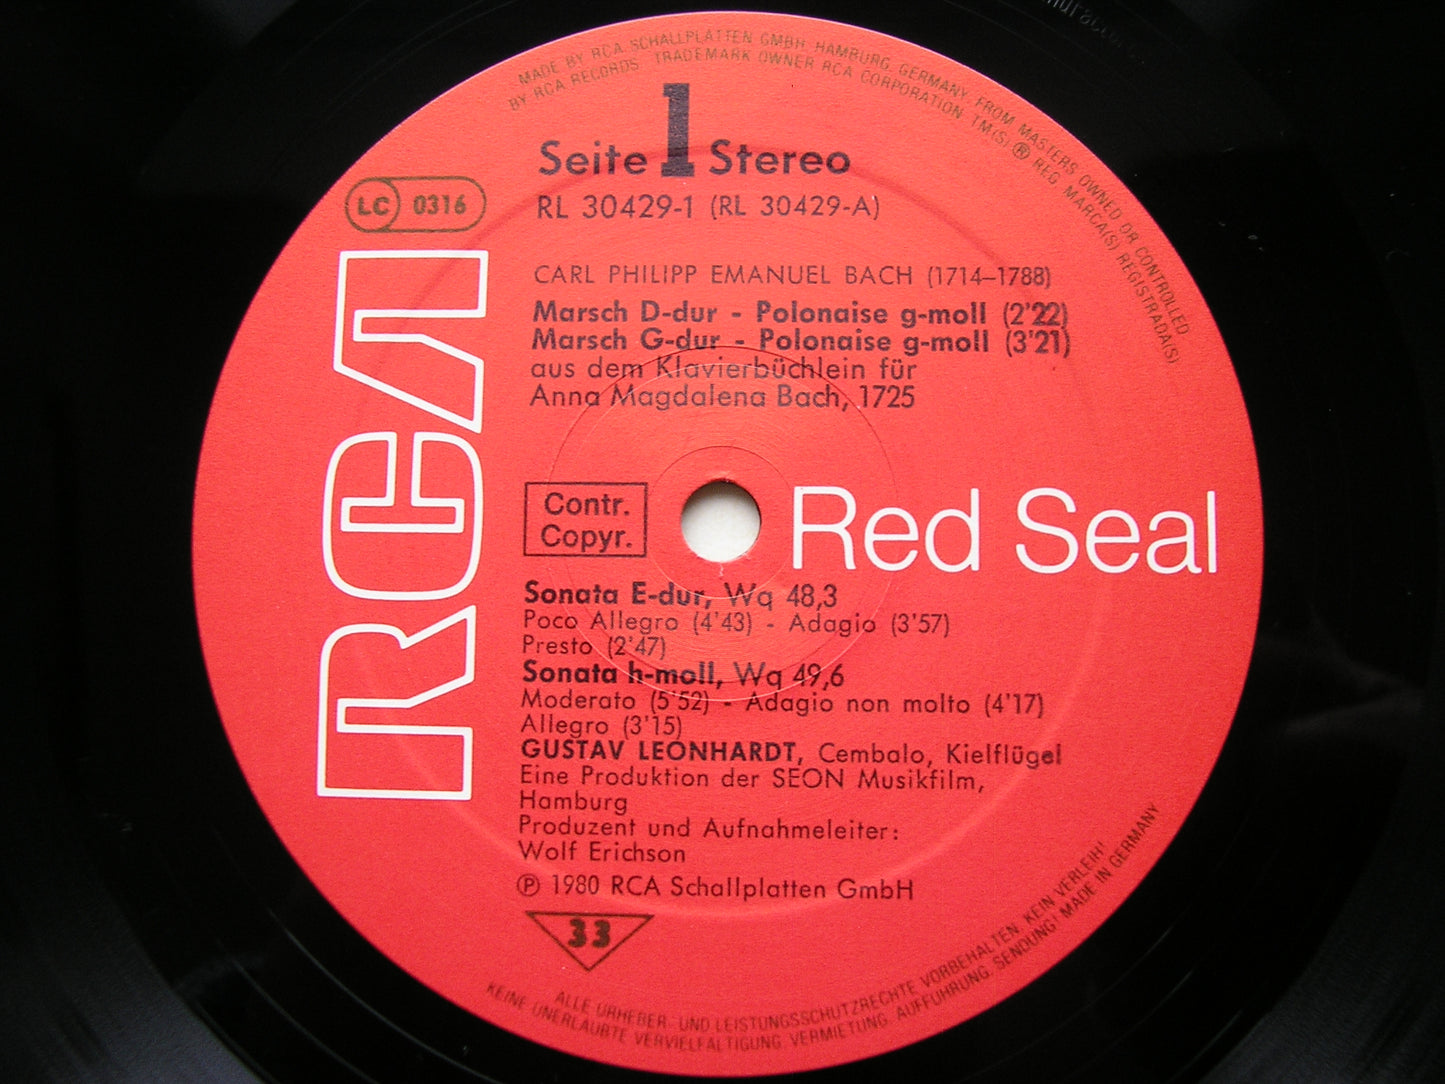 MADE BY RCA SCHALLPLATTEN GMBH, HAMBURG, GERMANY, FROM MASTERS OWNED OR CONTROLLED
BY RCA RECORDS. TRADEMARK OWNER RCA CORPORATION TM(S) ® REG. MARCA(S) REGISTRADA(S)
Seite 1 Stereo
LC 0316
RL 30429-1 (RL 30429-A)
CARL PHILIPP EMANUEL BACH (1714–1788)
Marsch D-dur - Polonaise g-moll (2'22)
Marsch G-dur - Polonaise g-moll (3'21)
aus dem Klavierbüchlein für
Anna Magdalena Bach, 1725
RCA
Contr.
Copyr.
Red Seal
Sonata E-dur, Wq 48,3
Poco Allegro (4'43) - Adagio (3'57)
Presto (2'47)
Sonata h-moll, Wq 49,6
Moderato (5'52) - Adagio non molto (4'17)
Allegro (3'15)
GUSTAV LEONHARDT, Cembalo, Kielflügel
Eine Produktion der SEON Musikfilm,
Hamburg
Produzent und Aufnahmeleiter:
Wolf Erichson
℗ 1980 RCA Schallplatten GmbH
33
ALLE URHEBER- UND LEISTUNGSSCHUTZRECHTE VORBEHALTEN. KEIN VERLEIH!
KEINE UNERLAUBTE VERVIELFÄLTIGUNG, VERMIETUNG, AUFFÜHRUNG, SENDUNG! MADE IN GERMANY